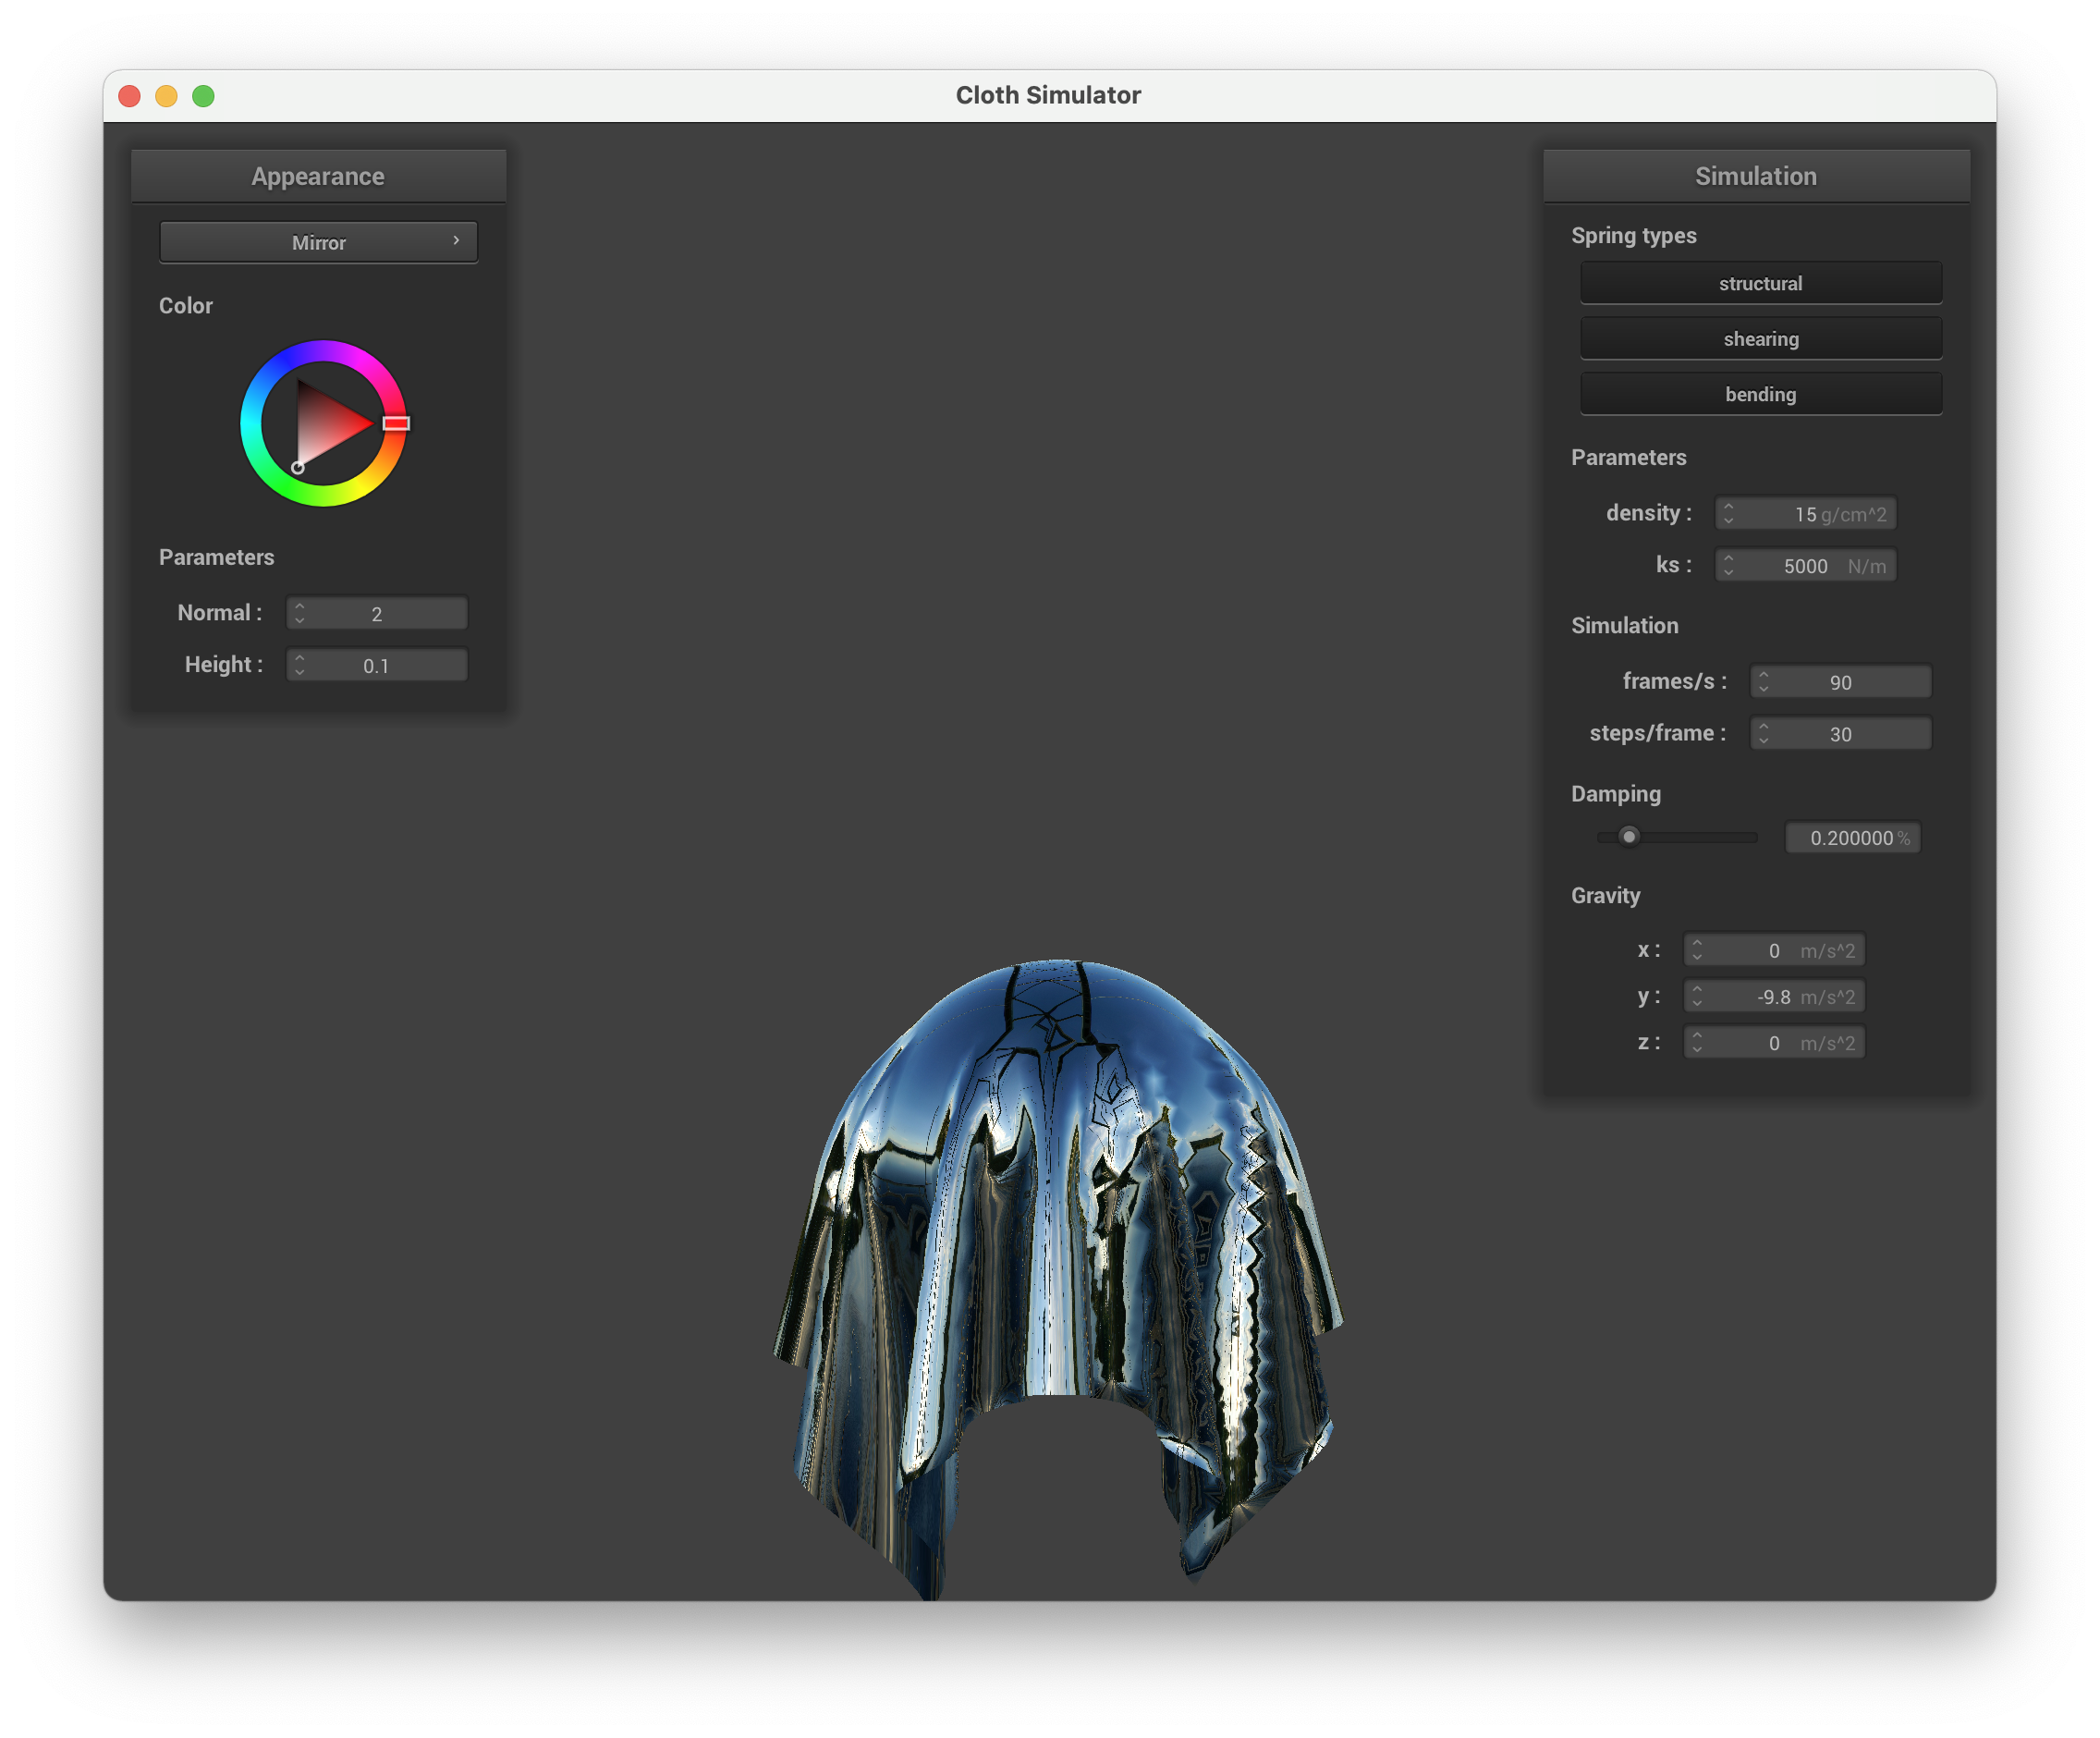 Cloth Simulator
Appearance
Mirror
Color
Parameters
Normal : 2
Height : 0.1
Simulation
Spring types
structural
shearing
bending
Parameters
density : 15 g/cm^2
ks : 5000 N/m
Simulation
frames/s : 90
steps/frame : 30
Damping
0.200000 %
Gravity
x : 0 m/s^2
y : -9.8 m/s^2
z : 0 m/s^2